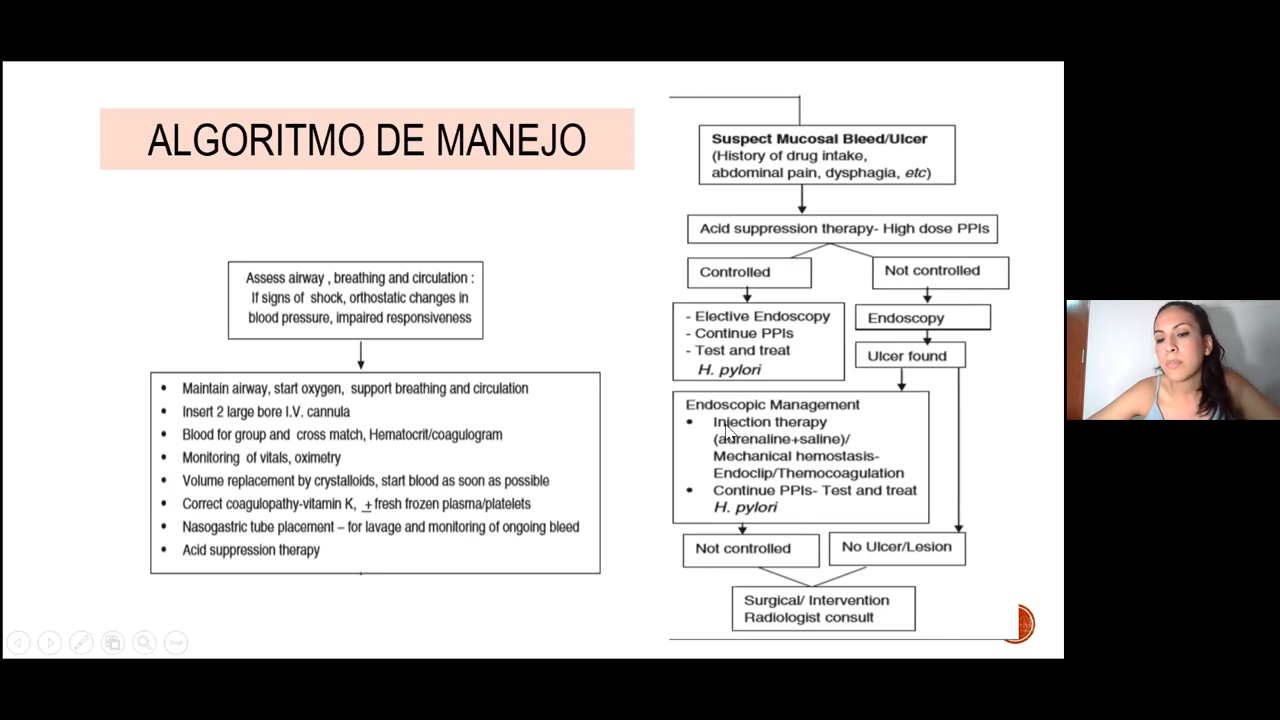 ALGORITMO DE MANEJO
Assess airway , breathing and circulation :
If signs of shock, orthostatic changes in
blood pressure, impaired responsiveness
• Maintain airway, start oxygen, support breathing and circulation
• Insert 2 large bore I.V. cannula
• Blood for group and cross match, Hematocrit/coagulogram
• Monitoring of vitals, oximetry
• Volume replacement by crystalloids, start blood as soon as possible
• Correct coagulopathy-vitamin K, + fresh frozen plasma/platelets
• Nasogastric tube placement – for lavage and monitoring of ongoing bleed
• Acid suppression therapy
Suspect Mucosal Bleed/Ulcer
(History of drug intake,
abdominal pain, dysphagia, etc)
Acid suppression therapy- High dose PPIs
Controlled
Not controlled
- Elective Endoscopy
- Continue PPIs
- Test and treat
H. pylori
Endoscopy
Ulcer found
Endoscopic Management
• Injection therapy
(adrenaline+saline)/
Mechanical hemostasis-
Endoclip/Themocoagulation
• Continue PPIs- Test and treat
H. pylori
Not controlled
No Ulcer/Lesion
Surgical/ Intervention
Radiologist consult